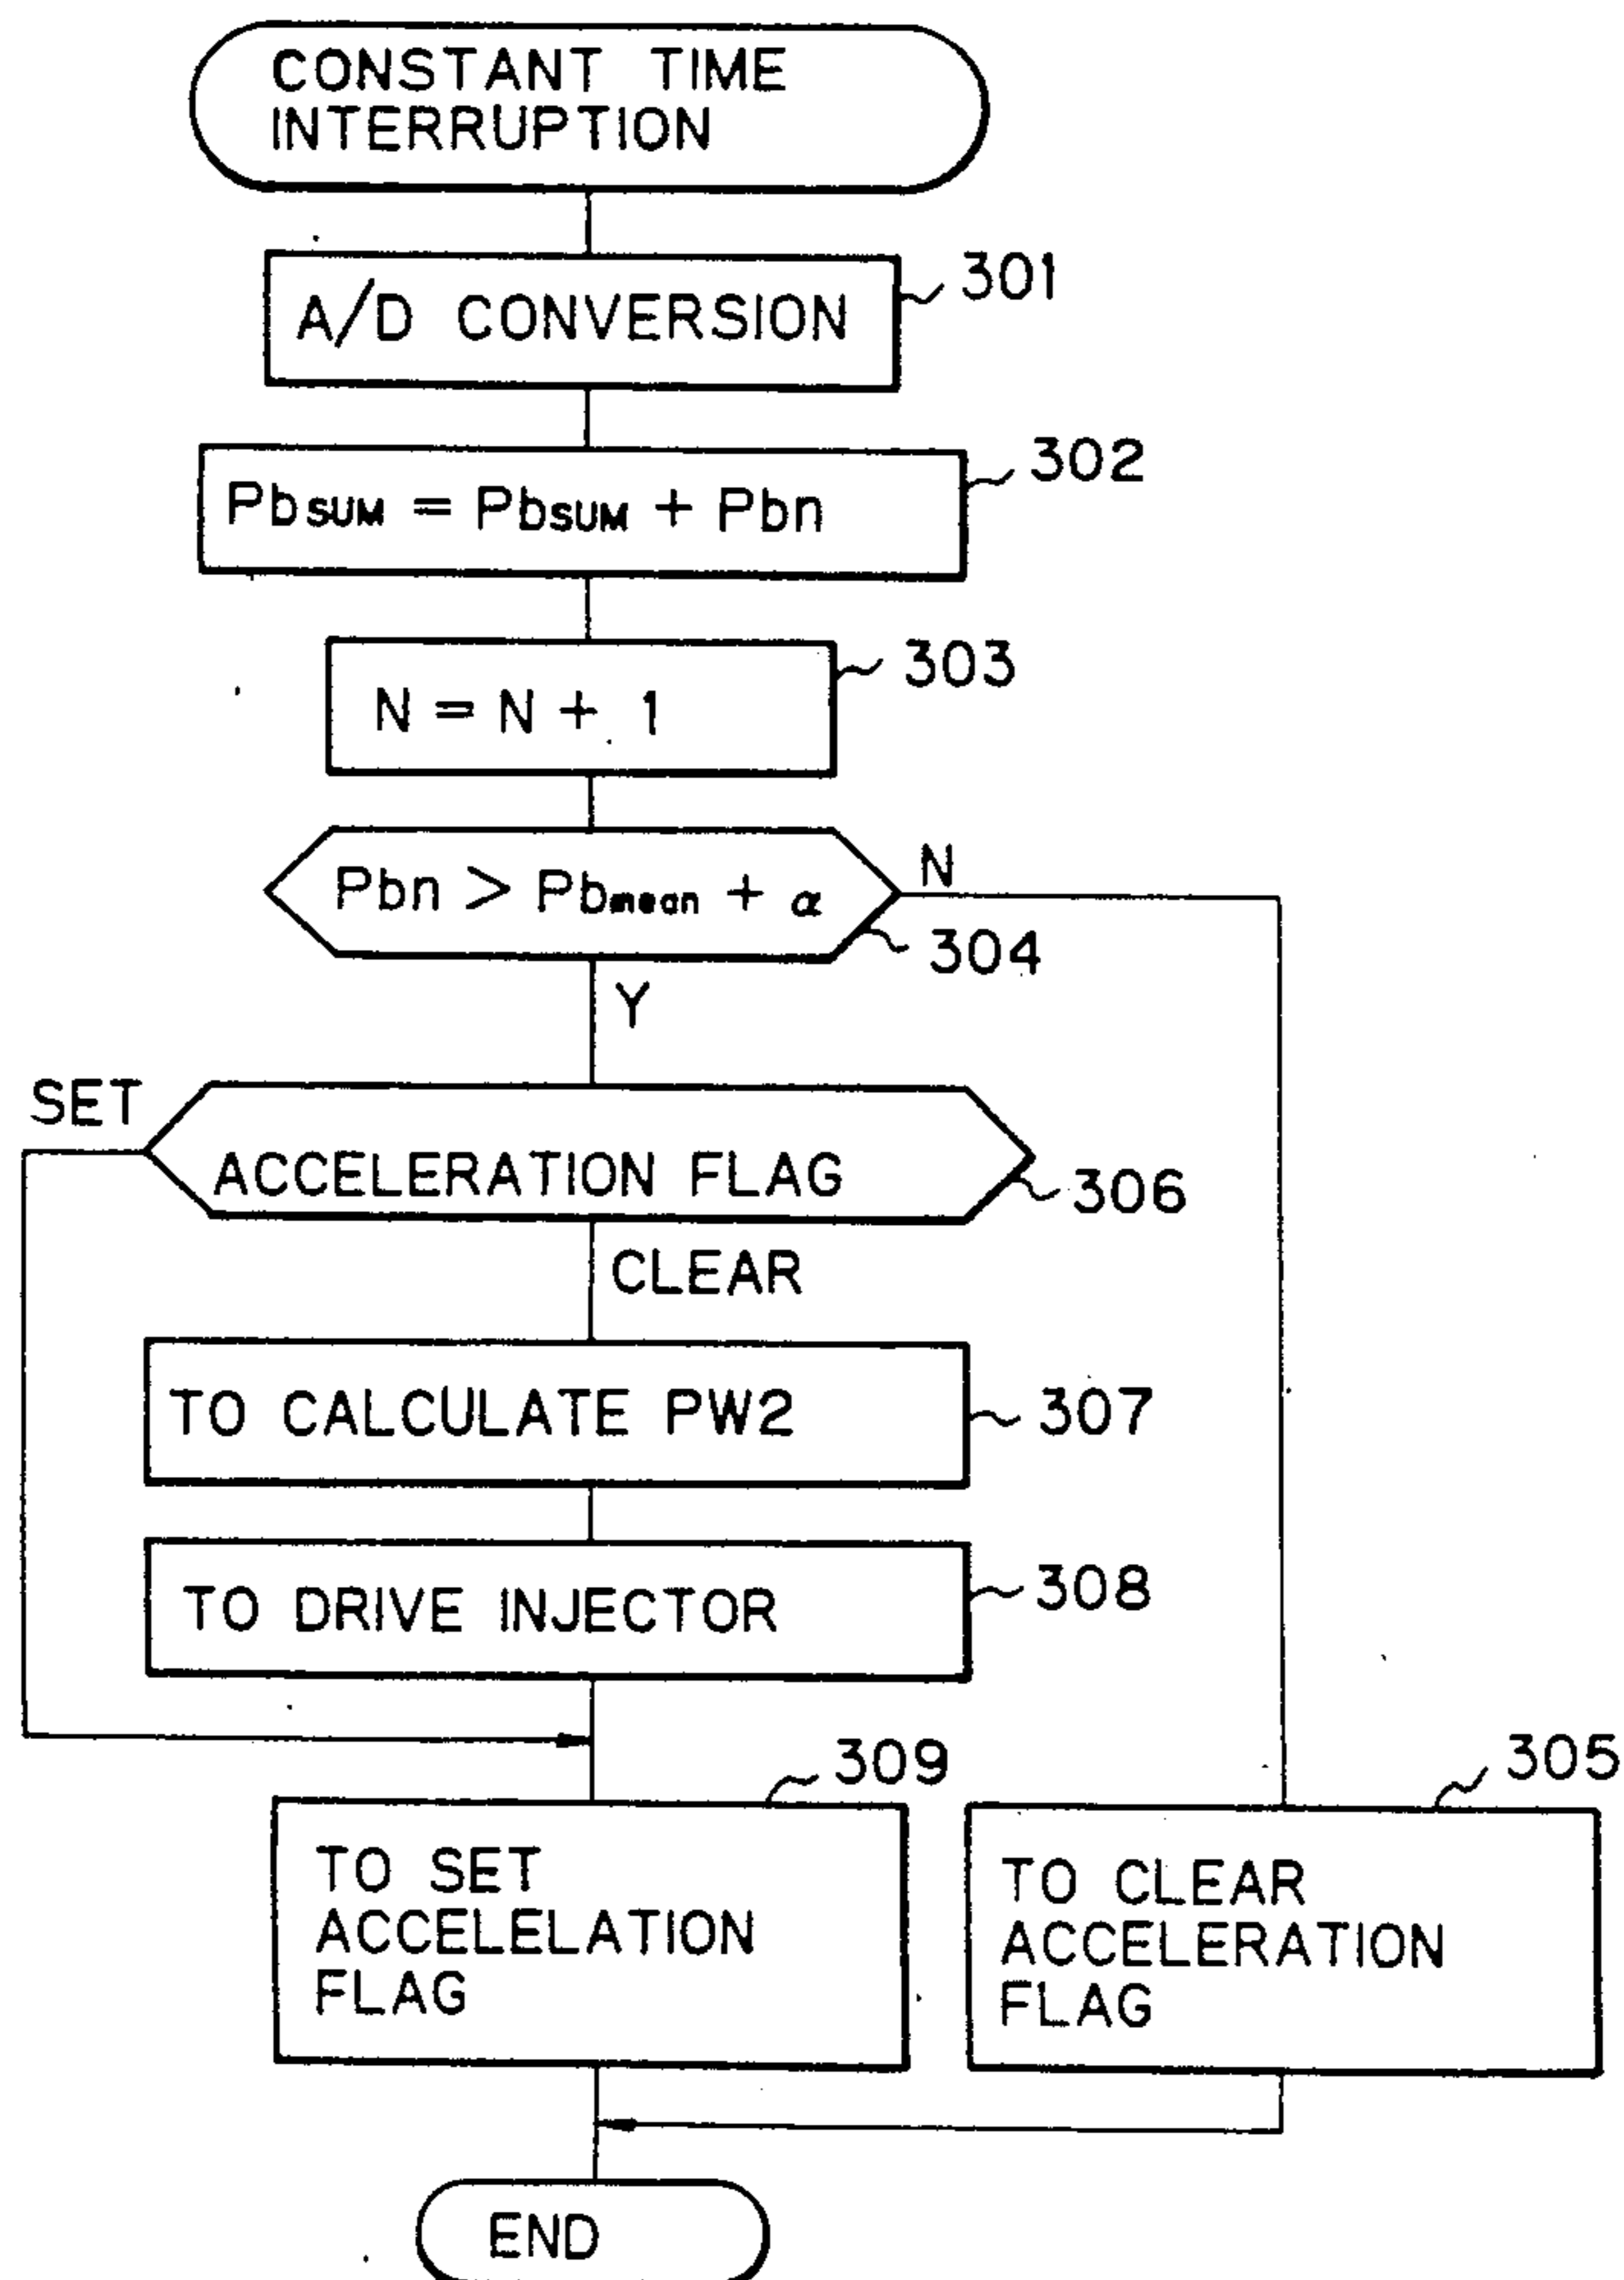 CONSTANT TIME
INTERRUPTION
301
A/D CONVERSION
302
PbSUM = PbSUM + Pbn
303
N = N + 1
Pbn > Pbmean + α
N
304
Y
SET
ACCELERATION FLAG
306
CLEAR
TO CALCULATE PW2
307
TO DRIVE INJECTOR
308
309
TO SET
ACCELELATION
FLAG
305
TO CLEAR
ACCELERATION
FLAG
END